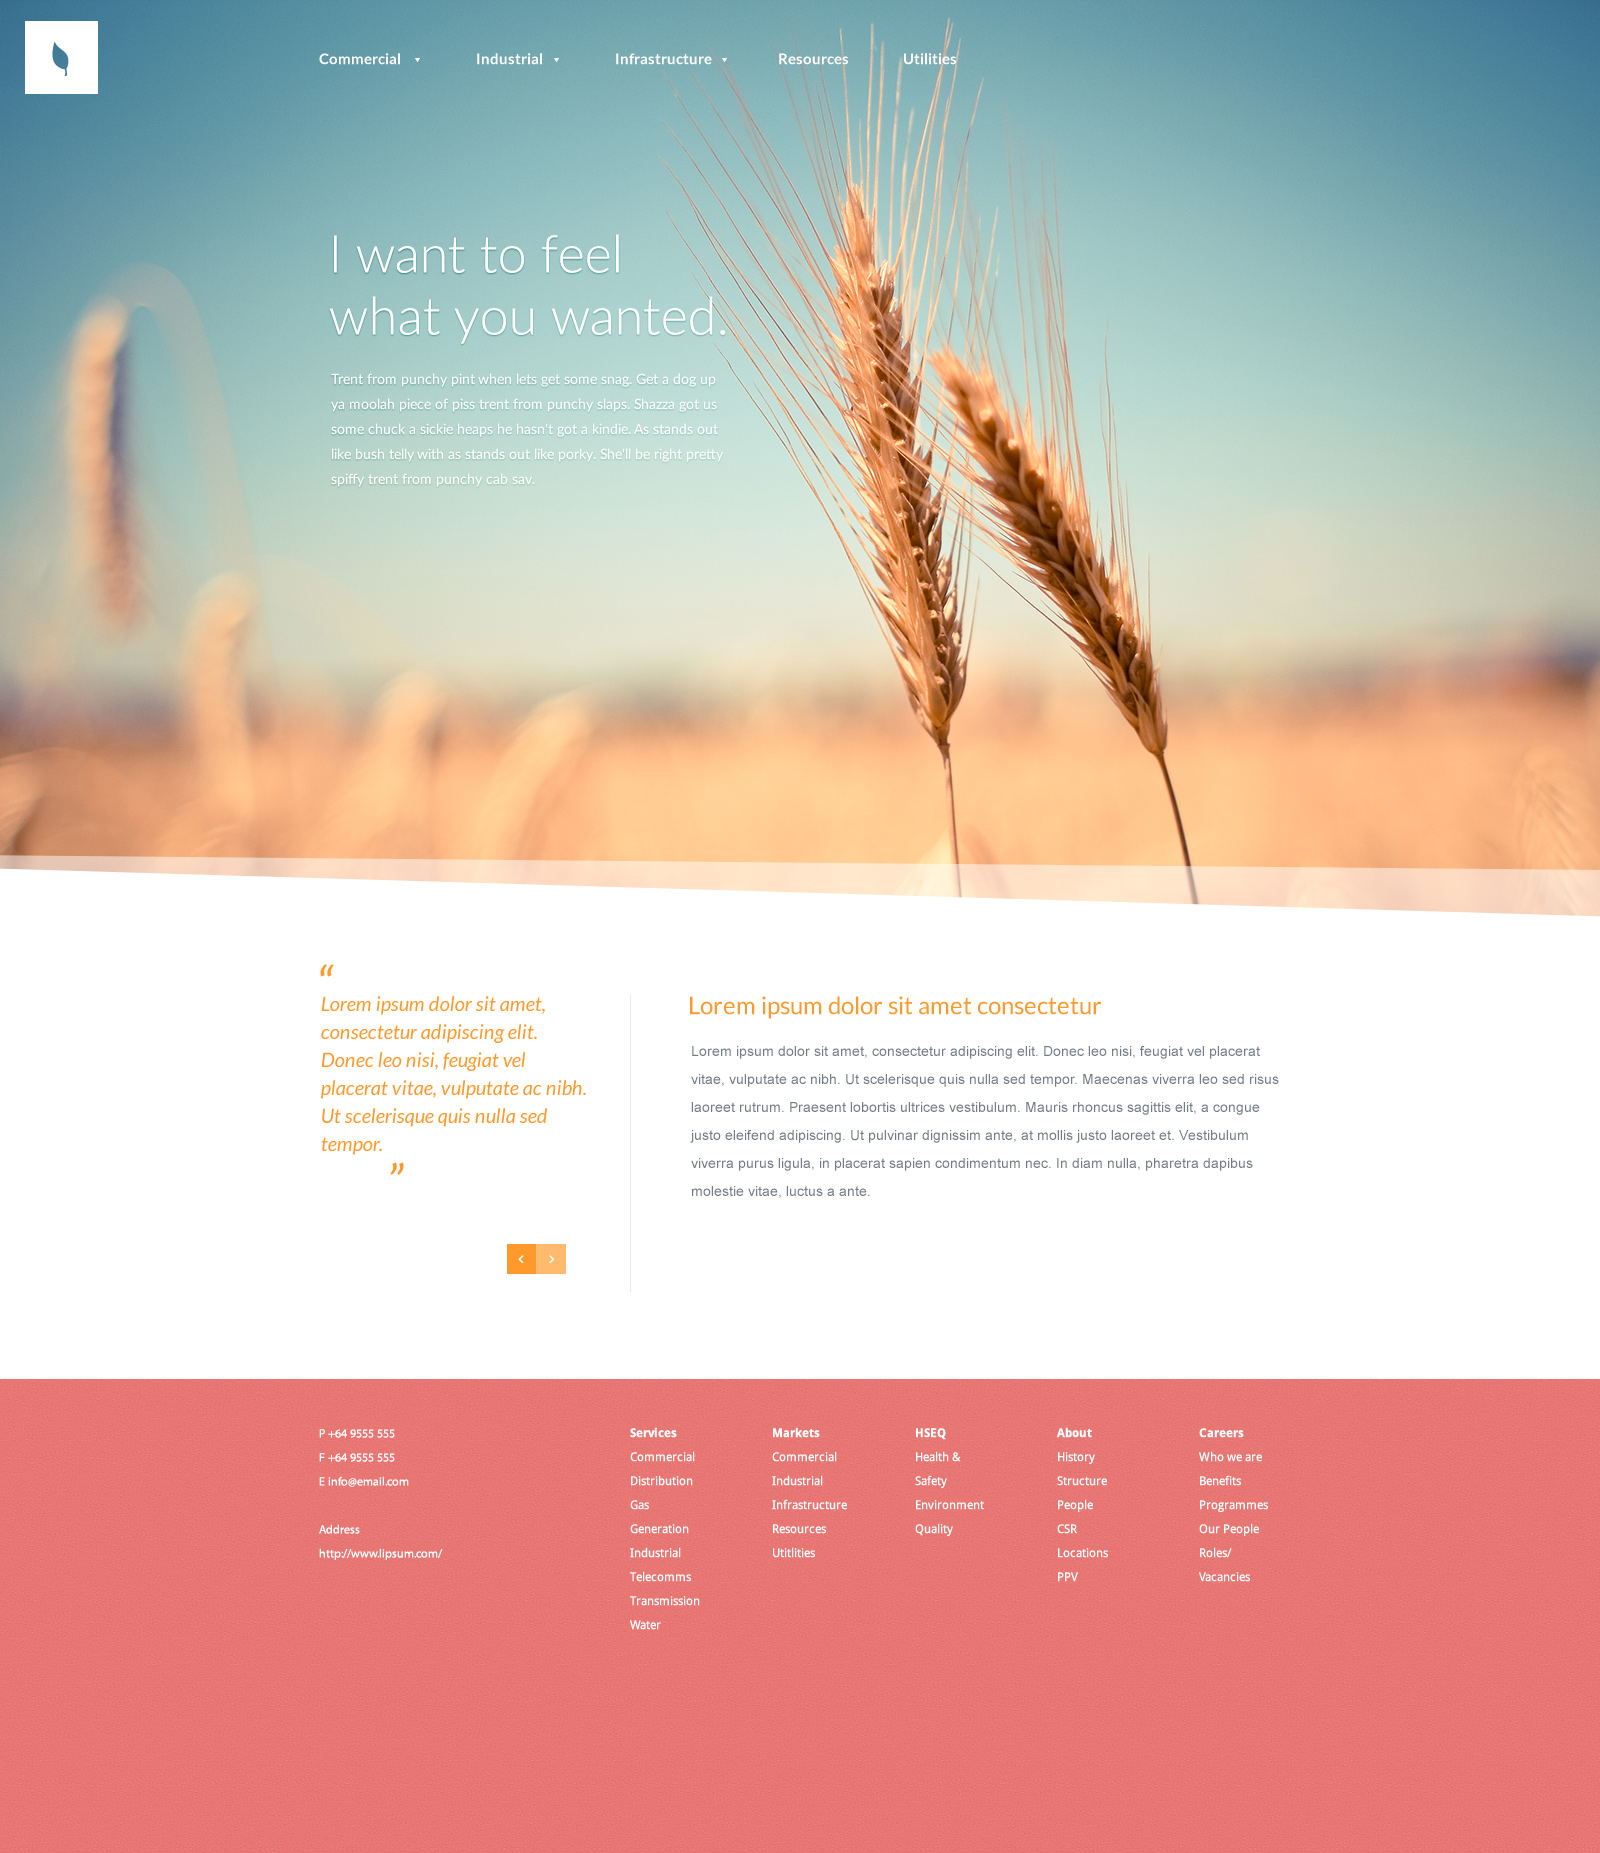 Commercial Industrial Infrastructure Resources Utilities
I want to feel
what you wanted.
Trent from punchy pint when lets get some snag. Get a dog up
ya moolah piece of piss trent from punchy slaps. Shazza got us
some chuck a sickie heaps he hasn't got a kindie. As stands out
like bush telly with as stands out like porky. She'll be right pretty
spiffy trent from punchy cab sav.
“
Lorem ipsum dolor sit amet,
consectetur adipiscing elit.
Donec leo nisi, feugiat vel
placerat vitae, vulputate ac nibh.
Ut scelerisque quis nulla sed
tempor.
”
Lorem ipsum dolor sit amet consectetur
Lorem ipsum dolor sit amet, consectetur adipiscing elit. Donec leo nisi, feugiat vel placerat
vitae, vulputate ac nibh. Ut scelerisque quis nulla sed tempor. Maecenas viverra leo sed risus
laoreet rutrum. Praesent lobortis ultrices vestibulum. Mauris rhoncus sagittis elit, a congue
justo eleifend adipiscing. Ut pulvinar dignissim ante, at mollis justo laoreet et. Vestibulum
viverra purus ligula, in placerat sapien condimentum nec. In diam nulla, pharetra dapibus
molestie vitae, luctus a ante.
P +64 9555 555
F +64 9555 555
E info@email.com
Address
http://www.lipsum.com/
Services
Commercial
Distribution
Gas
Generation
Industrial
Telecomms
Transmission
Water
Markets
Commercial
Industrial
Infrastructure
Resources
Utitlities
HSEQ
Health &
Safety
Environment
Quality
About
History
Structure
People
CSR
Locations
PPV
Careers
Who we are
Benefits
Programmes
Our People
Roles/
Vacancies